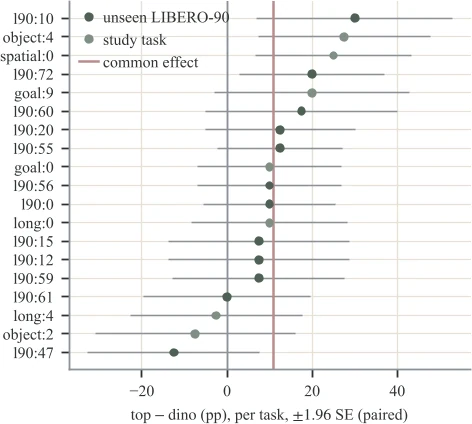 l90:10
object:4
spatial:0
l90:72
goal:9
l90:60
l90:20
l90:55
goal:0
l90:56
l90:0
long:0
l90:15
l90:12
l90:59
l90:61
long:4
object:2
l90:47
unseen LIBERO-90
study task
common effect
−20 0 20 40
top − dino (pp), per task, ±1.96 SE (paired)